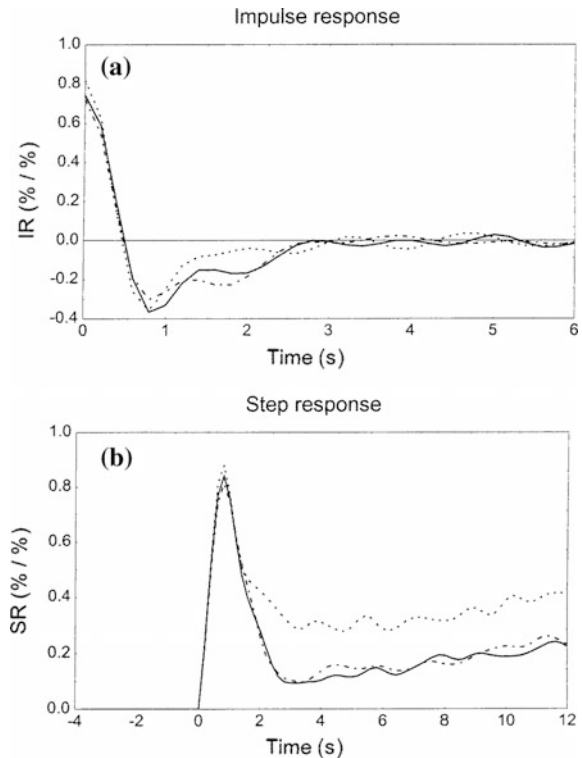 Impulse response
(a)
IR (% / %)
1.0
0.8
0.6
0.4
0.2
0.0
-0.2
-0.4
0 1 2 3 4 5 6
Time (s)
Step response
(b)
SR (% / %)
1.0
0.8
0.6
0.4
0.2
0.0
-4 -2 0 2 4 6 8 10 12
Time (s)